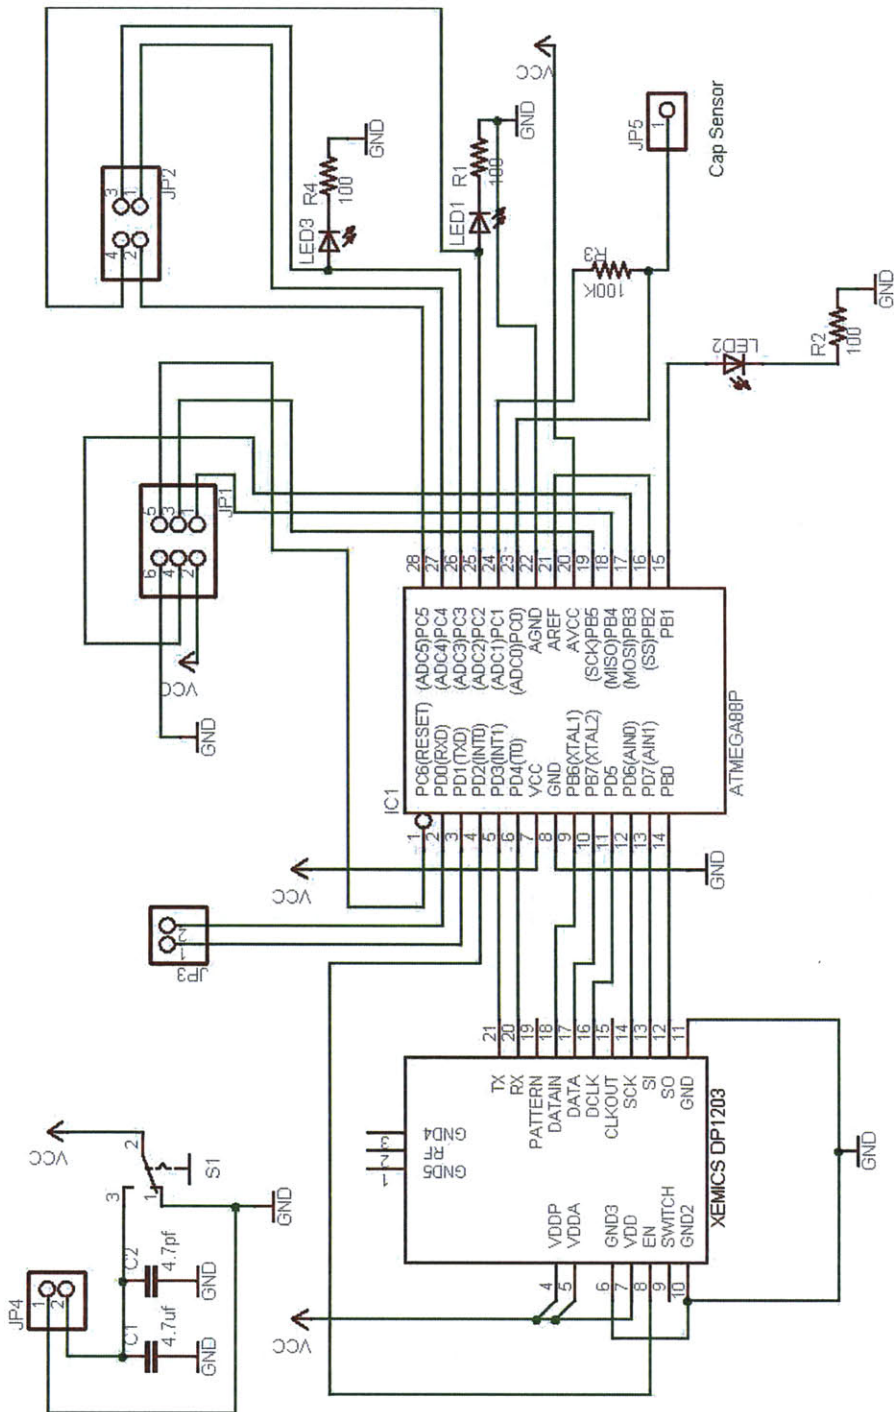 JP2
3
1
4
2
VCC
LED3
R4
100
GND
LED1
R1
100
GND
JP5
1
Cap Sensor
R3
100K
LED2
R2
100
GND
JP1
5
3
1
6
4
2
VCC
GND
28
27
26
25
24
23
22
21
20
19
18
17
16
15
IC1
PC6(RESET)
PD0(RXD)
PD1(TXD)
PD2(INT0)
PD3(INT1)
PD4(T0)
VCC
GND
PB6(XTAL1)
PB7(XTAL2)
PD5
PD6(AIN0)
PD7(AIN1)
PB0
(ADC5)PC5
(ADC4)PC4
(ADC3)PC3
(ADC2)PC2
(ADC1)PC1
(ADC0)PC0)
AGND
AREF
AVCC
(SCK)PB5
(MISO)PB4
(MOSI)PB3
(SS)PB2
PB1
ATMEGA88P
1
2
3
4
5
6
7
8
9
10
11
12
13
14
VCC
GND
JP3
2
1
21
20
19
18
17
16
15
14
13
12
11
TX
RX
PATTERN
DATAIN
DATA
DCLK
CLKOUT
SCK
SI
SO
GND
GND4
RF
GND5
3
2
1
VDDP
VDDA
GND3
VDD
EN
SWITCH
GND2
XEMICS DP1203
4
5
6
7
8
9
10
GND
VCC
VCC
2
S1
3
1
GND
JP4
1
2
C2
4.7pf
GND
C1
4.7uf
GND